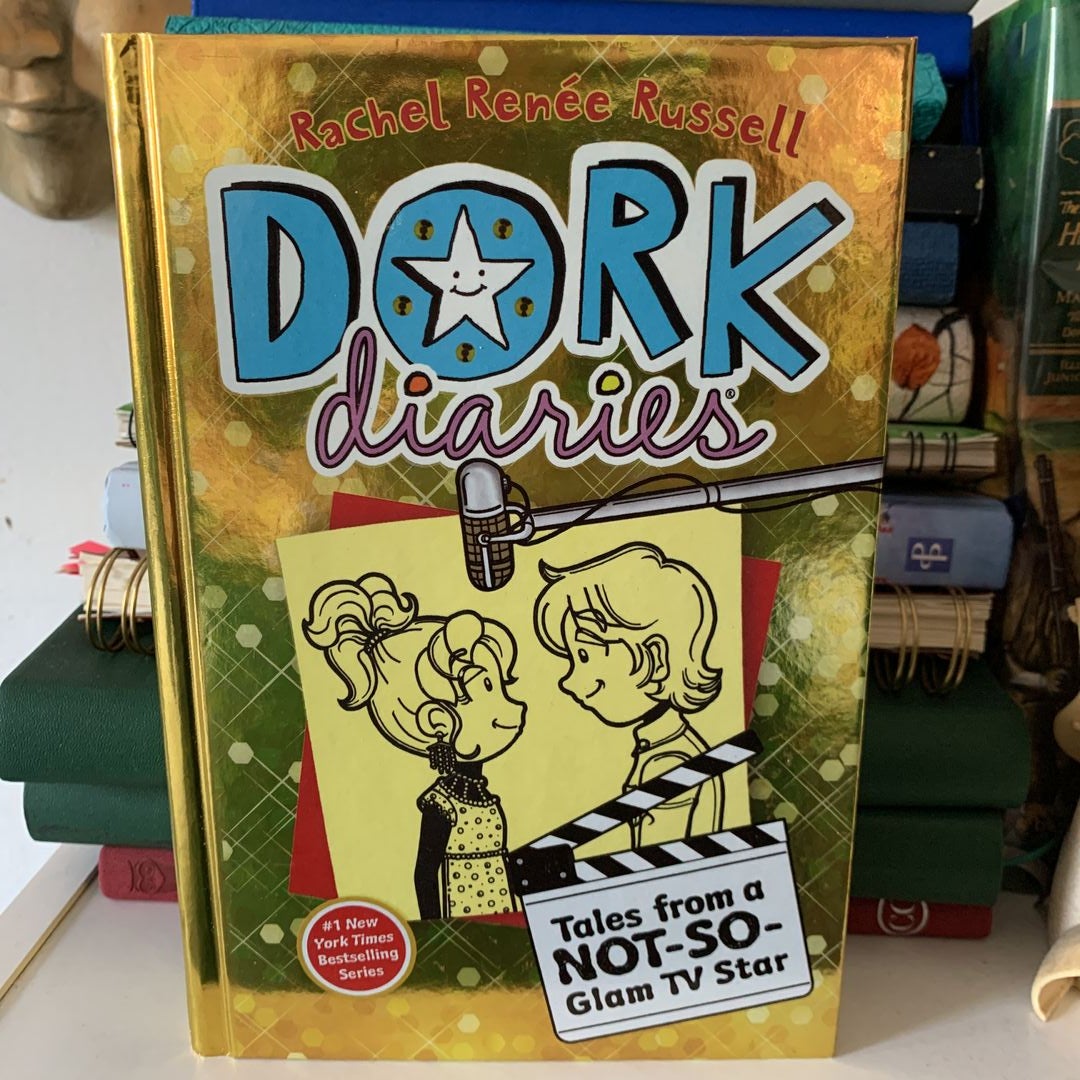 Rachel Renée Russell
DORK
diaries®
#1 New
York Times
Bestselling
Series
Tales from a
NOT-SO-
Glam TV Star